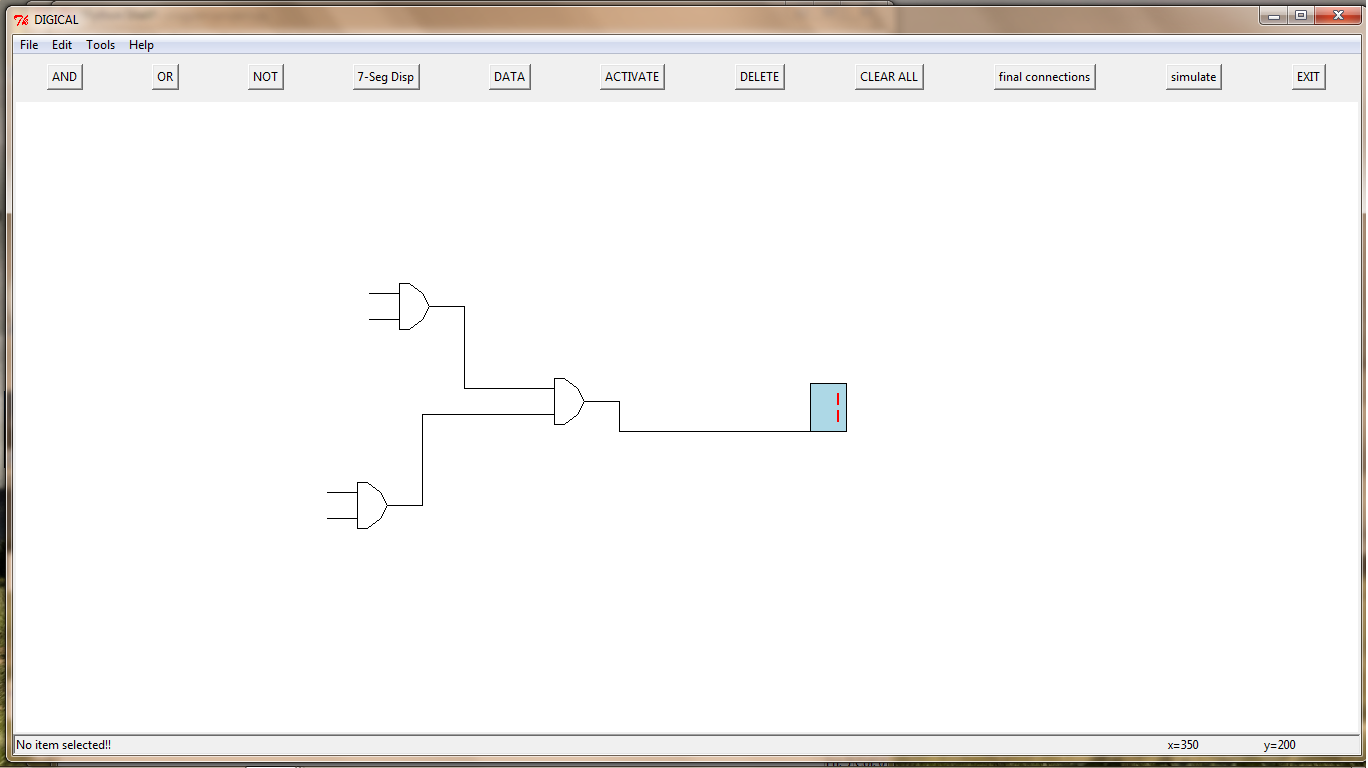 DIGICAL
File Edit Tools Help
AND OR NOT 7-Seg Disp DATA ACTIVATE DELETE CLEAR ALL final connections simulate EXIT
1
No item selected!! x=350 y=200